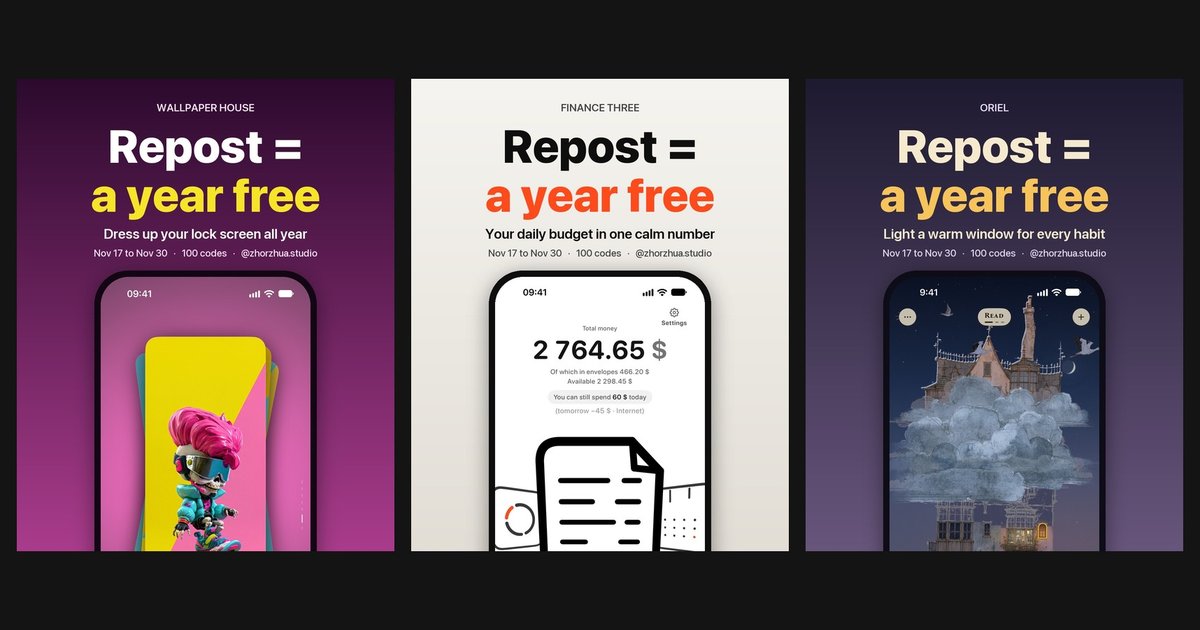 WALLPAPER HOUSE
Repost =
a year free
Dress up your lock screen all year
Nov 17 to Nov 30 · 100 codes · @zhorzhua.studio
09:41
FINANCE THREE
Repost =
a year free
Your daily budget in one calm number
Nov 17 to Nov 30 · 100 codes · @zhorzhua.studio
09:41
Settings
Total money
2 764.65 $
Of which in envelopes 466.20 $
Available 2 298.45 $
You can still spend 60 $ today
(tomorrow ~45 $ · Internet)
ORIEL
Repost =
a year free
Light a warm window for every habit
Nov 17 to Nov 30 · 100 codes · @zhorzhua.studio
9:41
READ